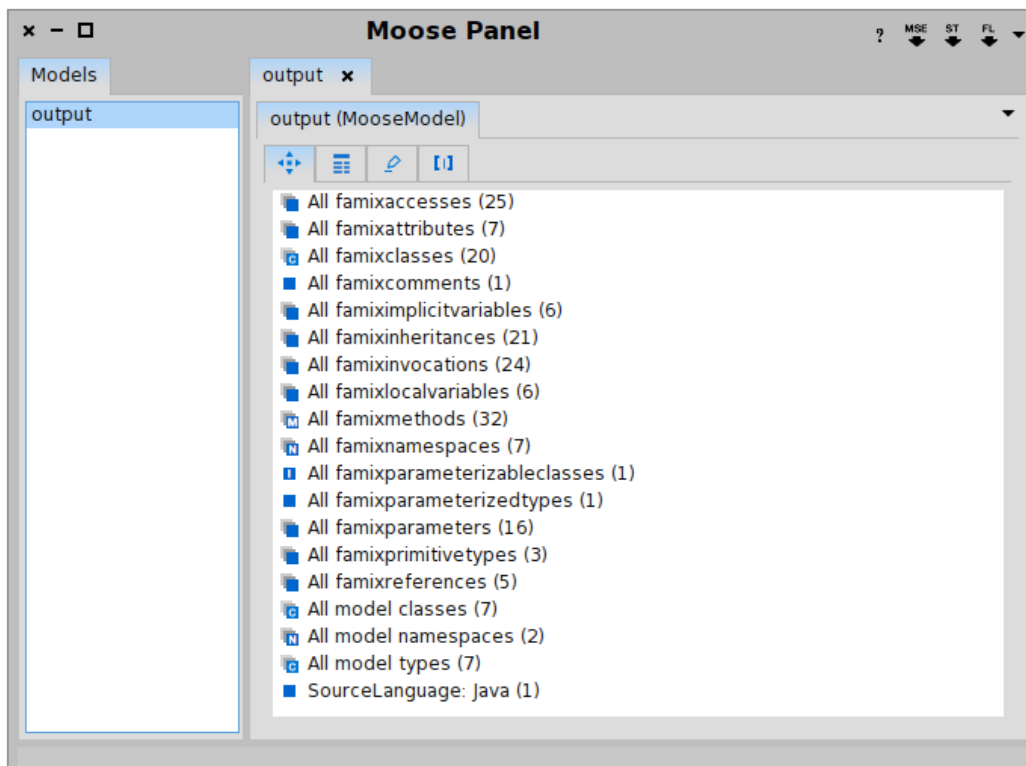 Moose Panel
? MSE ST FL
Models
output
output
output (MooseModel)
All famixaccesses (25)
All famixattributes (7)
All famixclasses (20)
All famixcomments (1)
All famiximplicitvariables (6)
All famixinheritances (21)
All famixinvocations (24)
All famixlocalvariables (6)
All famixmethods (32)
All famixnamespaces (7)
All famixparameterizableclasses (1)
All famixparameterizedtypes (1)
All famixparameters (16)
All famixprimitivetypes (3)
All famixreferences (5)
All model classes (7)
All model namespaces (2)
All model types (7)
SourceLanguage: Java (1)